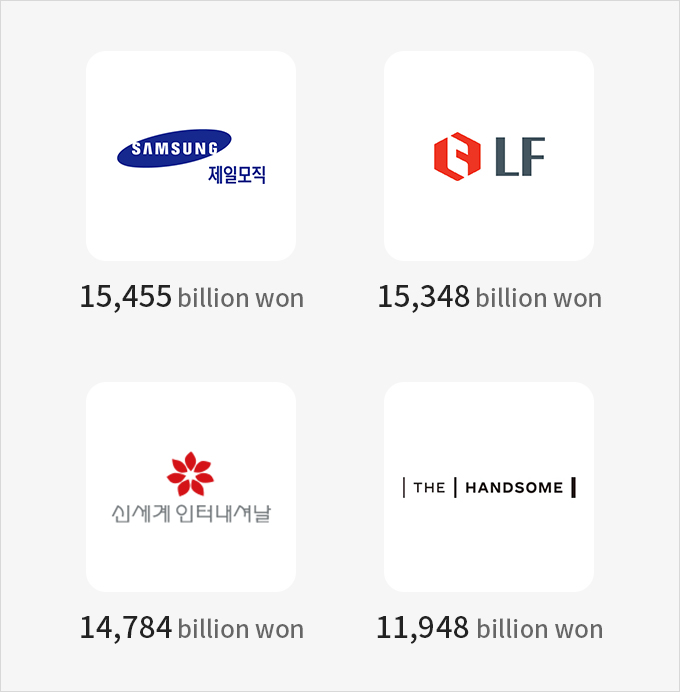 SAMSUNG
제일모직
LF
15,455 billion won
15,348 billion won
신세계인터내셔날
| THE | HANDSOME |
14,784 billion won
11,948 billion won